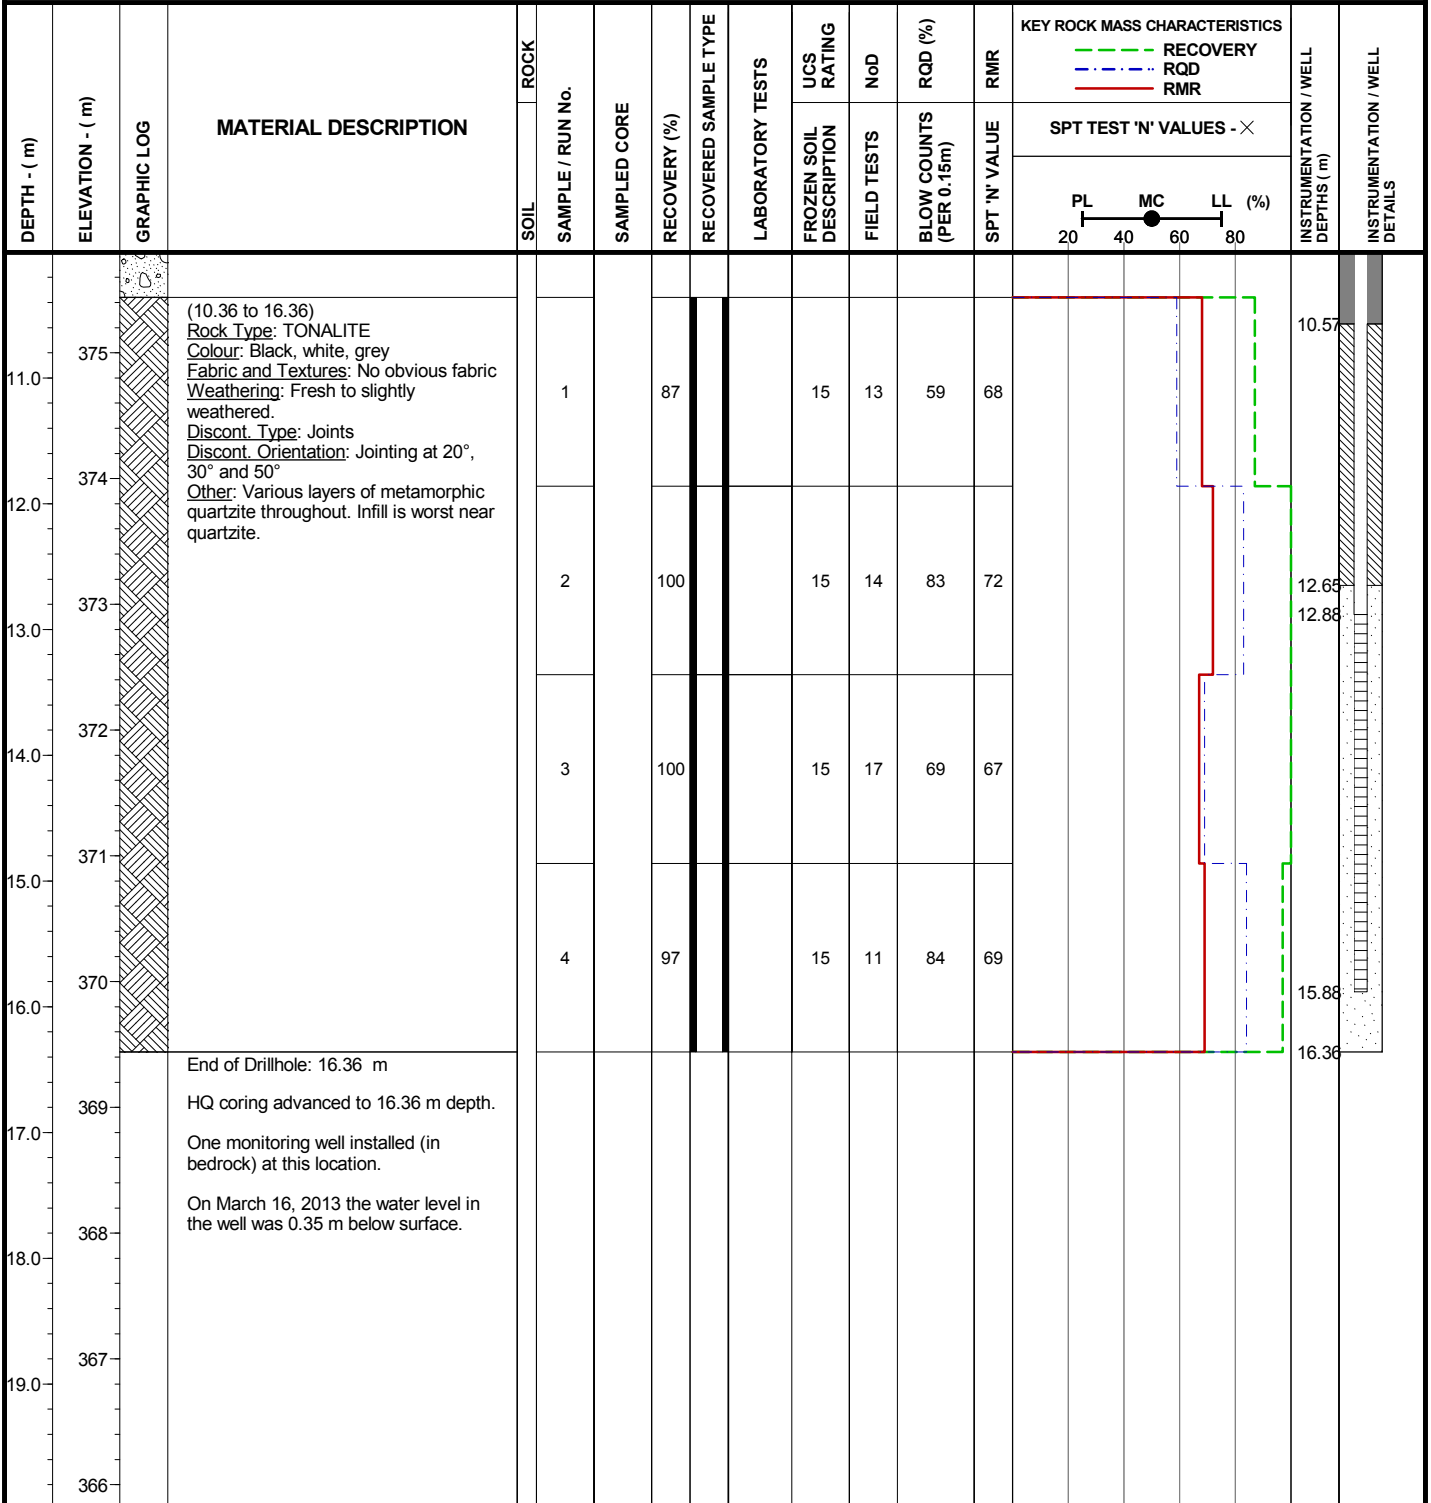 DEPTH - ( m)
ELEVATION - ( m)
GRAPHIC LOG
MATERIAL DESCRIPTION
SOIL
ROCK
SAMPLE / RUN No.
SAMPLED CORE
RECOVERY (%)
RECOVERED SAMPLE TYPE
LABORATORY TESTS
UCS RATING
FROZEN SOIL DESCRIPTION
NoD
FIELD TESTS
RQD (%)
BLOW COUNTS (PER 0.15m)
RMR
SPT 'N' VALUE
KEY ROCK MASS CHARACTERISTICS
RECOVERY
RQD
RMR
SPT TEST 'N' VALUES - X
PL MC LL (%)
20 40 60 80
INSTRUMENTATION / WELL DEPTHS ( m)
INSTRUMENTATION / WELL DETAILS
(10.36 to 16.36)
Rock Type: TONALITE
Colour: Black, white, grey
Fabric and Textures: No obvious fabric
Weathering: Fresh to slightly
weathered.
Discont. Type: Joints
Discont. Orientation: Jointing at 20°,
30° and 50°
Other: Various layers of metamorphic
quartzite throughout. Infill is worst near
quartzite.
End of Drillhole: 16.36 m
HQ coring advanced to 16.36 m depth.
One monitoring well installed (in
bedrock) at this location.
On March 16, 2013 the water level in
the well was 0.35 m below surface.
11.0
12.0
13.0
14.0
15.0
16.0
17.0
18.0
19.0
375
374
373
372
371
370
369
368
367
366
1 87 15 13 59 68
2 100 15 14 83 72
3 100 15 17 69 67
4 97 15 11 84 69
10.57
12.65
12.88
15.88
16.36